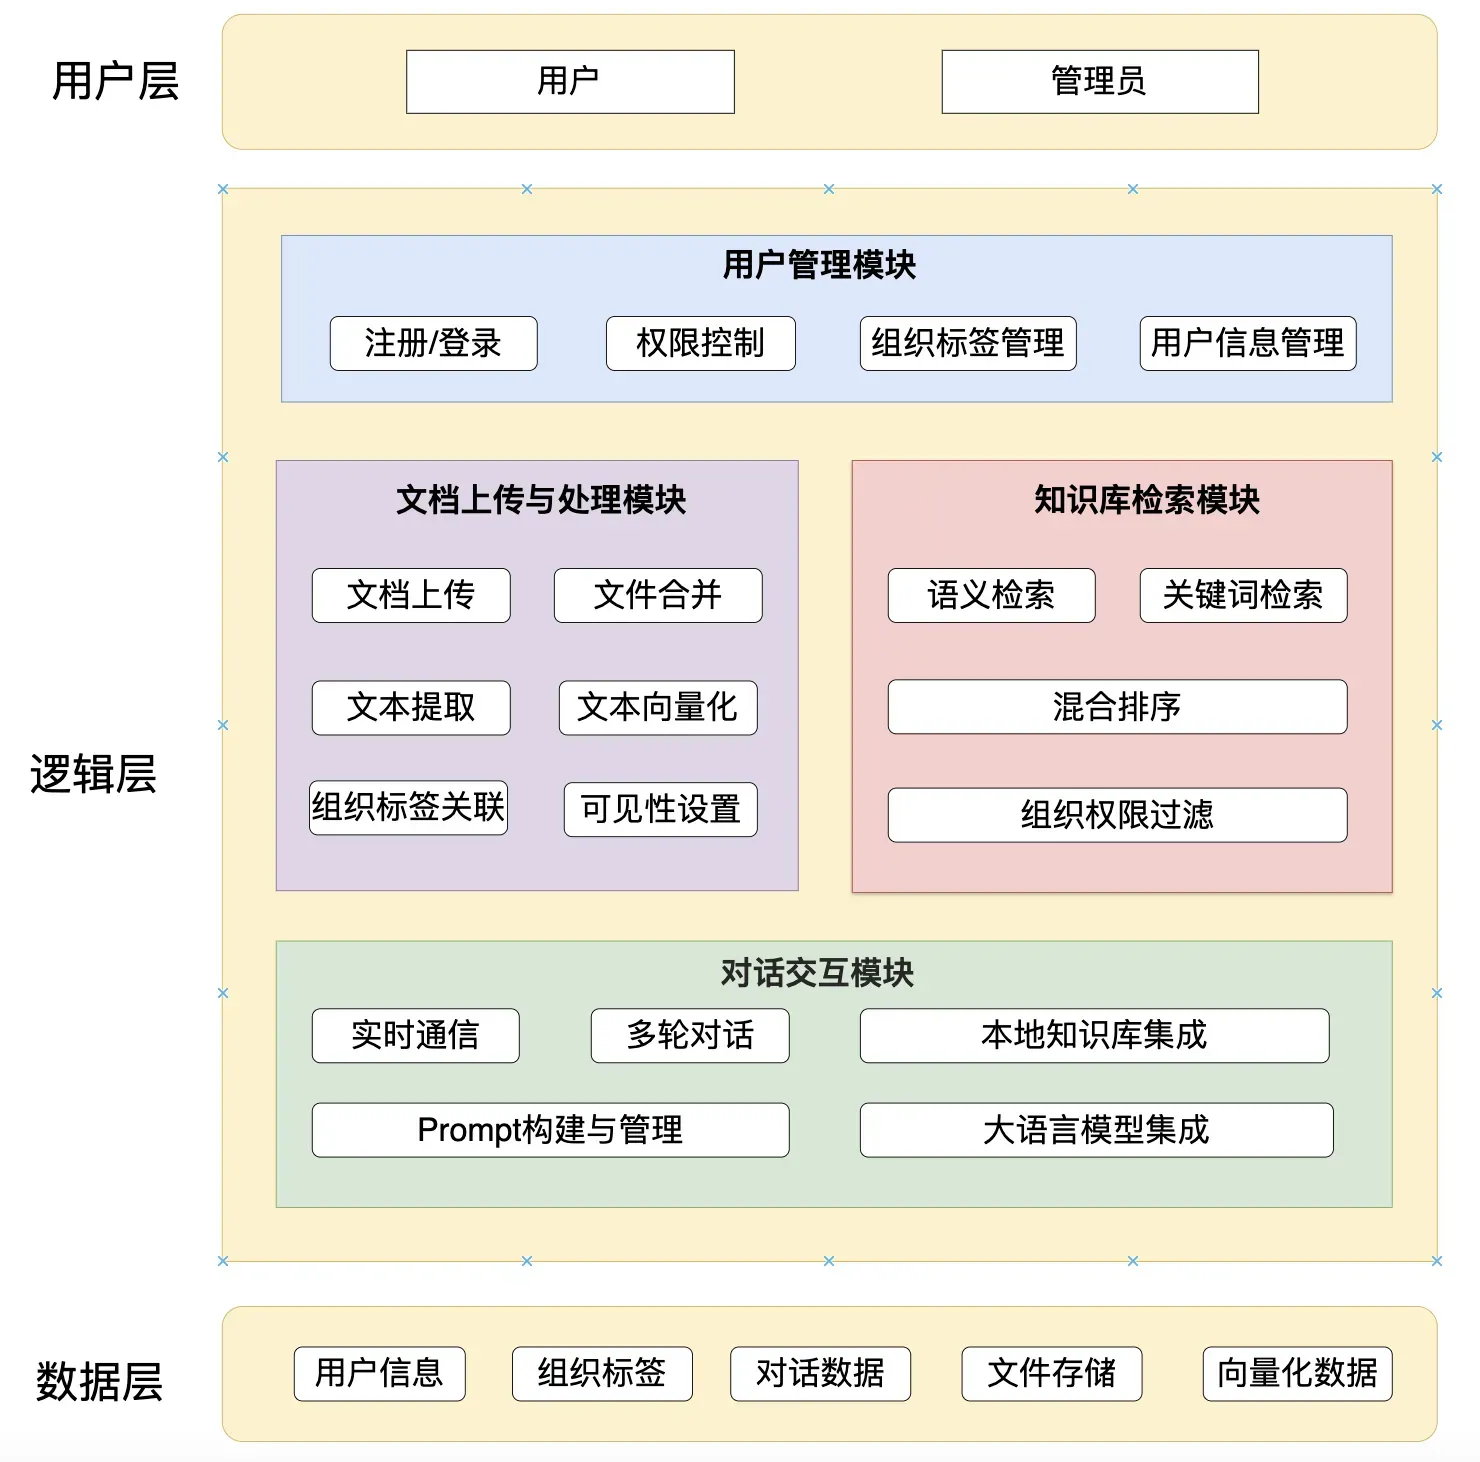 用户层
用户
管理员
用户管理模块
注册/登录
权限控制
组织标签管理
用户信息管理
逻辑层
文档上传与处理模块
文档上传
文件合并
文本提取
文本向量化
组织标签关联
可见性设置
知识库检索模块
语义检索
关键词检索
混合排序
组织权限过滤
对话交互模块
实时通信
多轮对话
本地知识库集成
Prompt构建与管理
大语言模型集成
数据层
用户信息
组织标签
对话数据
文件存储
向量化数据